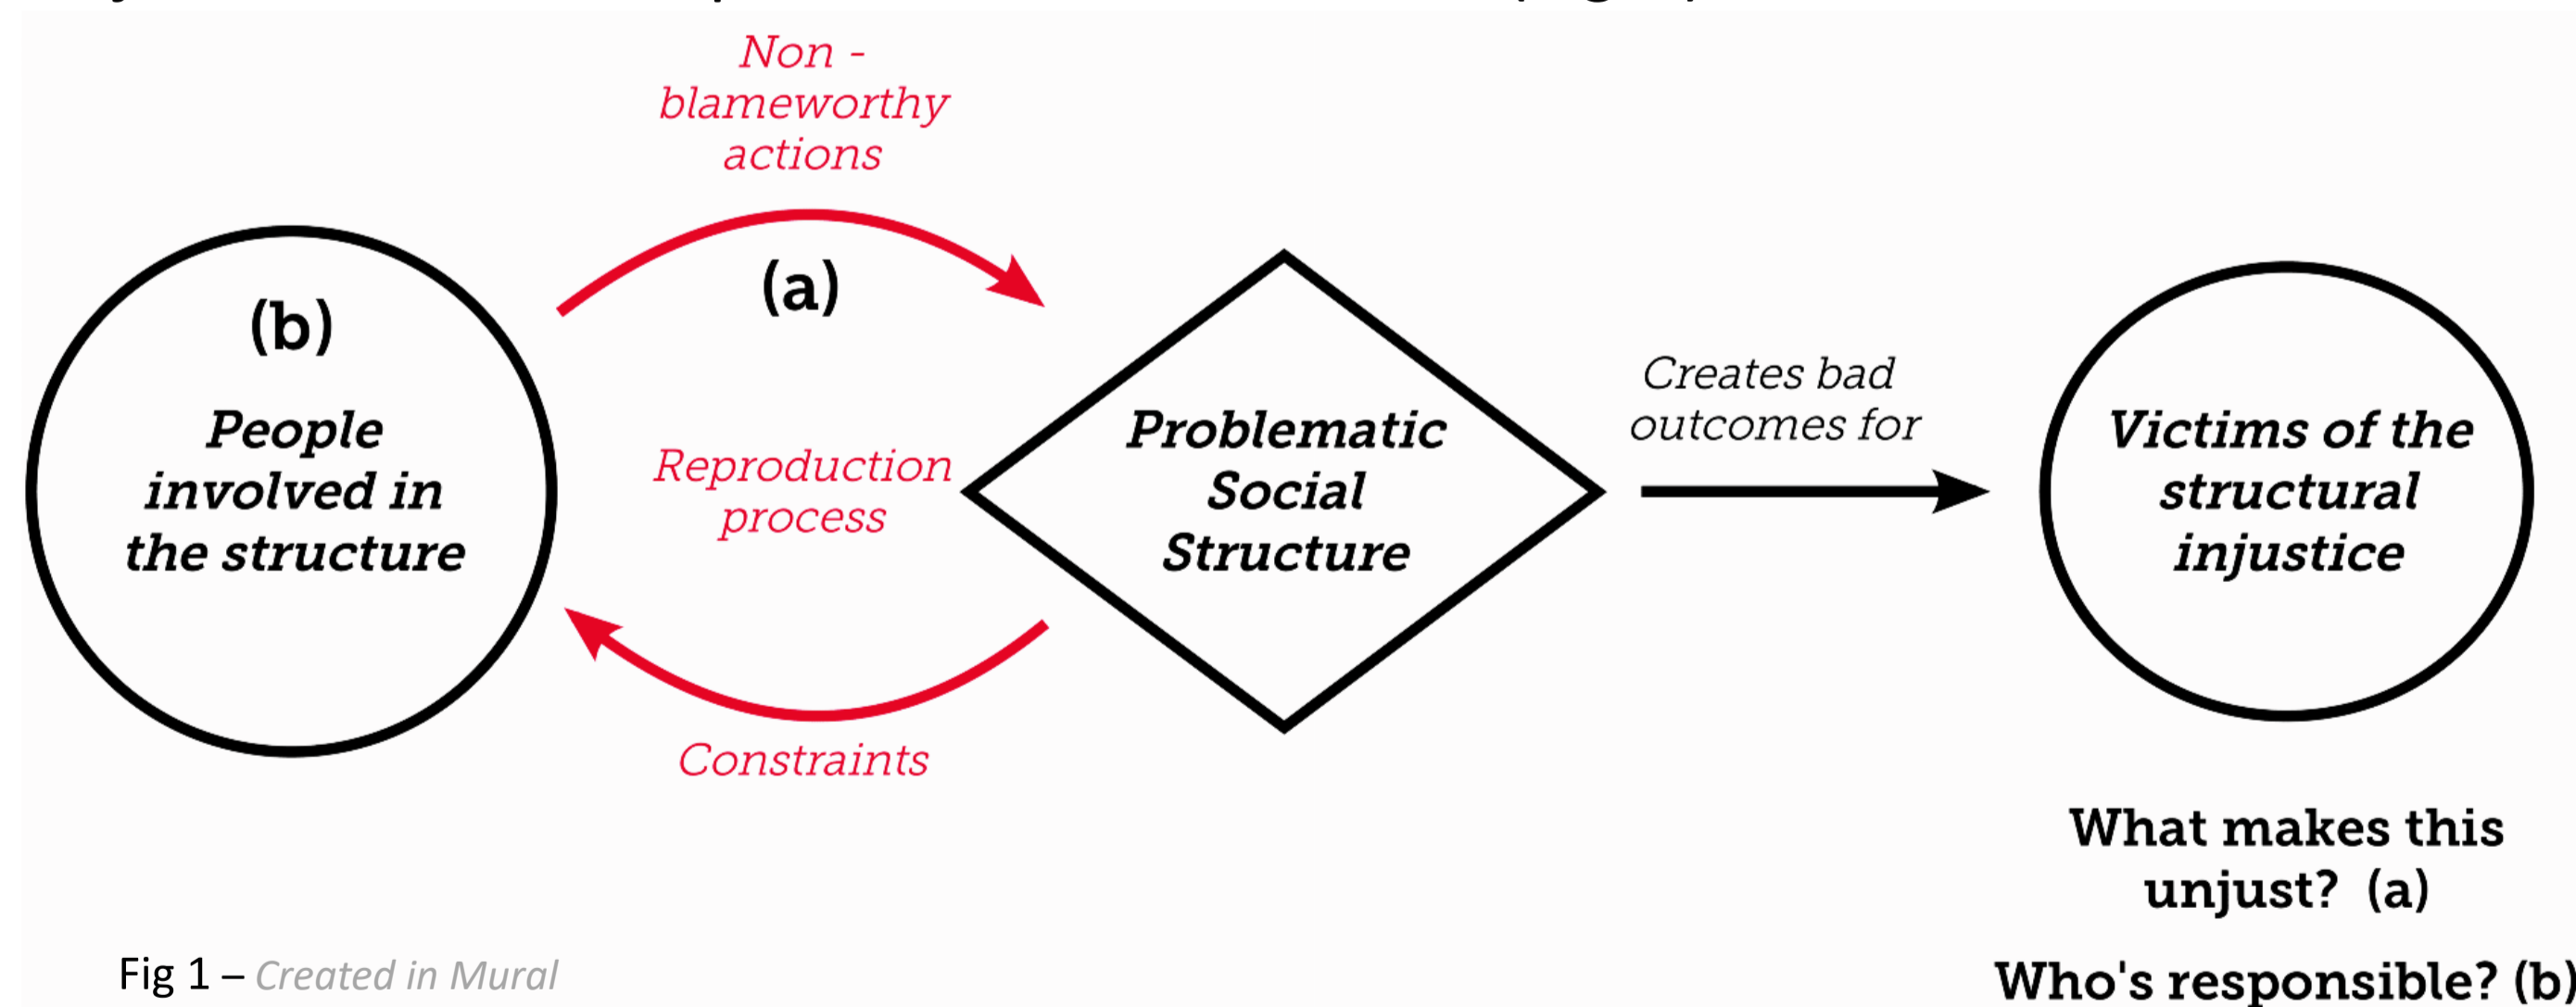 Non -
blameworthy
actions
(a)
(b)
People
involved in
the structure
Reproduction
process
Constraints
Problematic
Social
Structure
Creates bad
outcomes for
Victims of the
structural
injustice
What makes this
unjust? (a)
Who's responsible? (b)
Fig 1 – Created in Mural